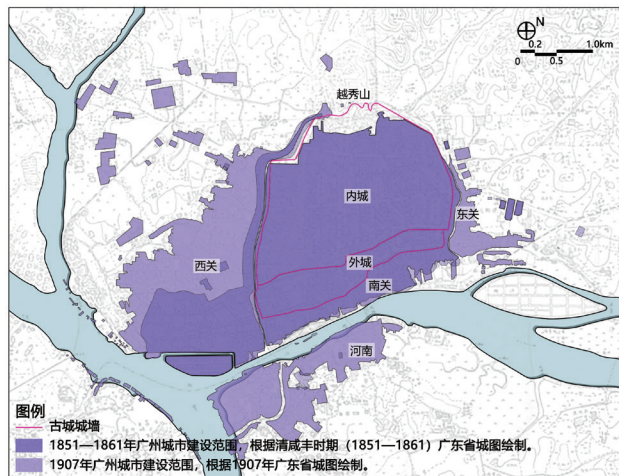 N
0.2 1.0km
0 0.5
越秀山
内城
东关
西关
外城
南关
河南
图例
古城城墙
1851—1861年广州城市建设范围，根据清咸丰时期（1851—1861）广东省城图绘制。
1907年广州城市建设范围，根据1907年广东省城图绘制。